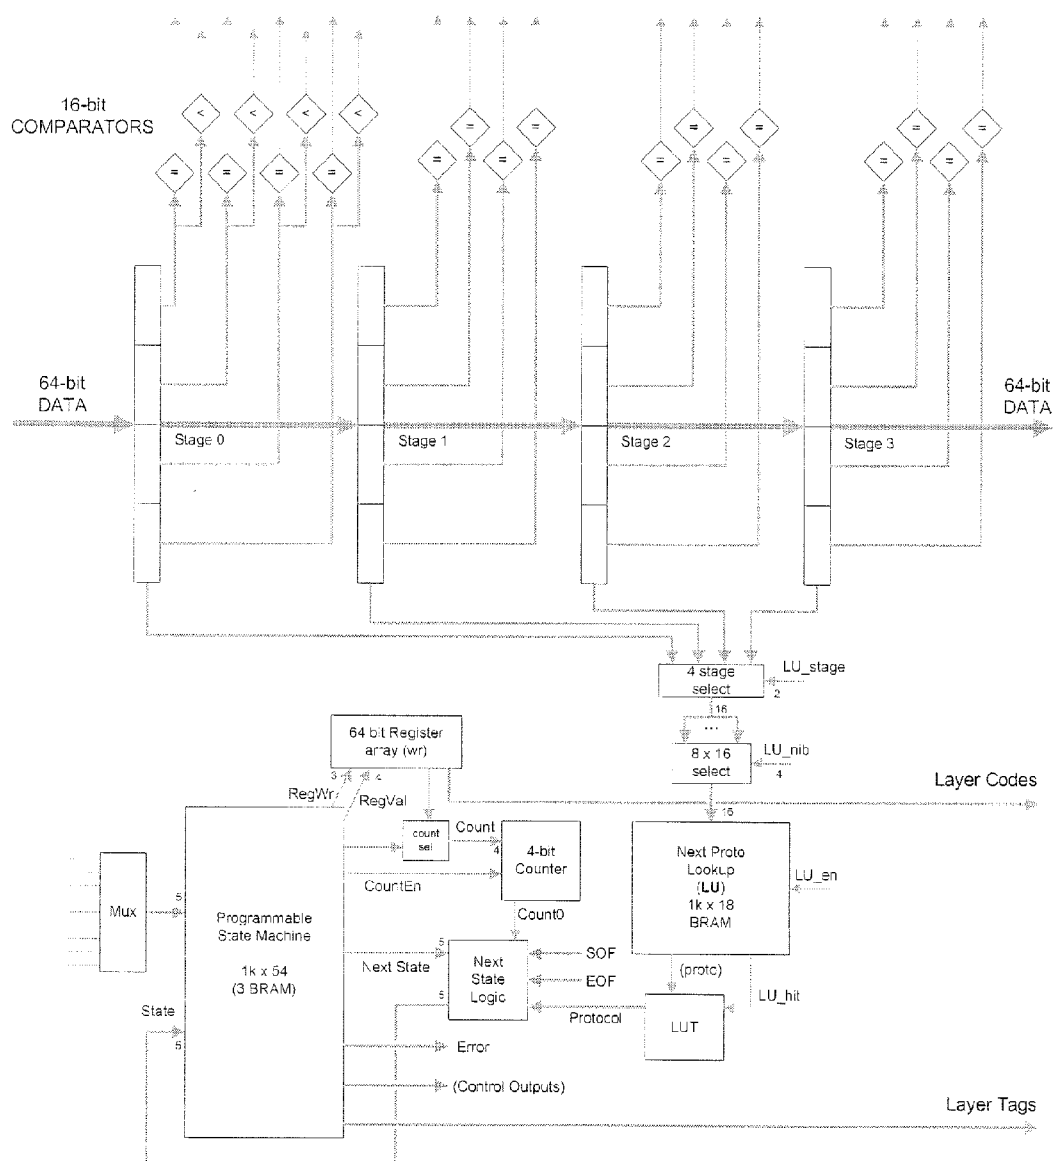 16-bit
COMPARATORS
< < < <
= = = =
= = = =
= = = =
= = = =
64-bit
DATA
Stage 0
Stage 1
Stage 2
Stage 3
64-bit
DATA
4 stage
select
LU_stage
2
16
...
8 x 16
select
LU_nib
4
16
64 bit Register
array (wr)
3
4
RegWr
RegVal
Layer Codes
count
sel
Count
4
4-bit
Counter
CountEn
Count0
Next Proto
Lookup
(LU)
1k x 18
BRAM
LU_en
Mux
5
Programmable
State Machine
1k x 54
(3 BRAM)
State
5
Next State
5
Next
State
Logic
5
SOF
EOF
Protocol
(proto)
LU_hit
LUT
Error
(Control Outputs)
Layer Tags